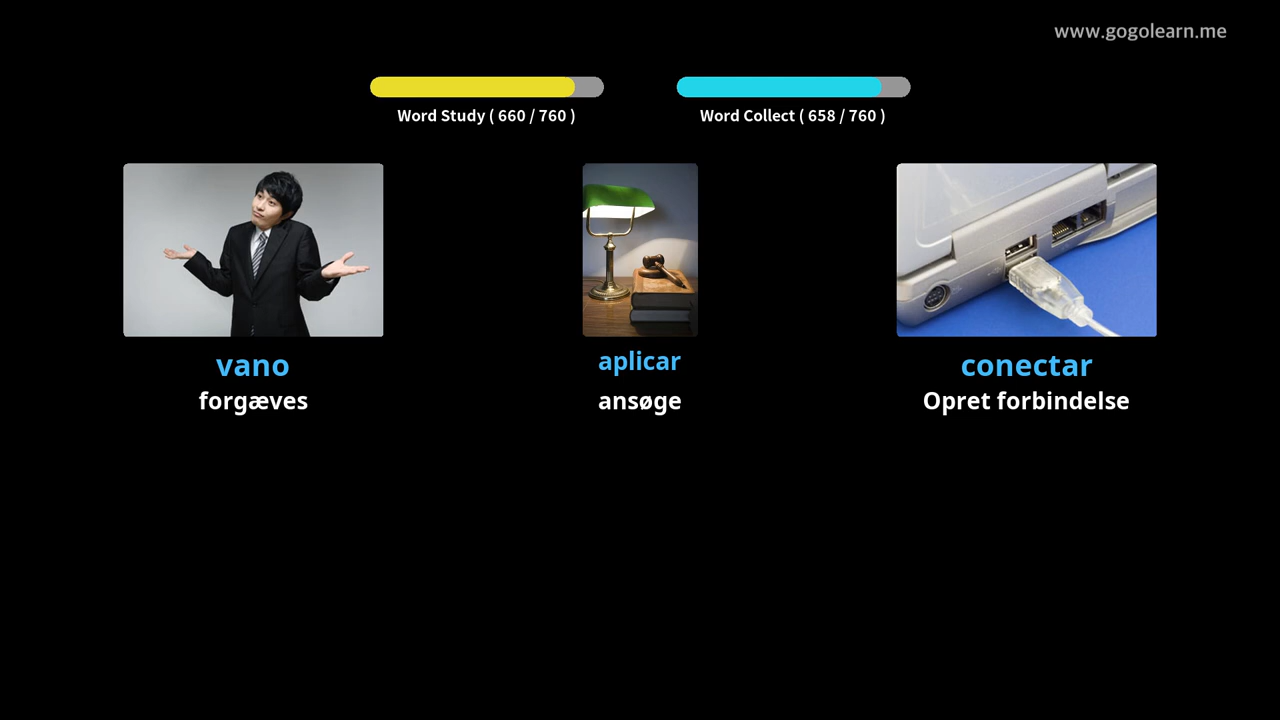 www.gogolearn.me
Word Study ( 660 / 760 )
Word Collect ( 658 / 760 )
vano
aplicar
conectar
forgæves
ansøge
Opret forbindelse